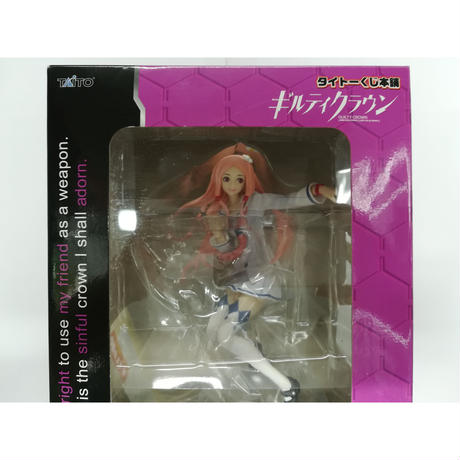 TAITO
タイトーくじ本舗
ギルティクラウン
GUILTY CROWN
right to use my friend as a weapon.
is the sinful crown I shall adorn.